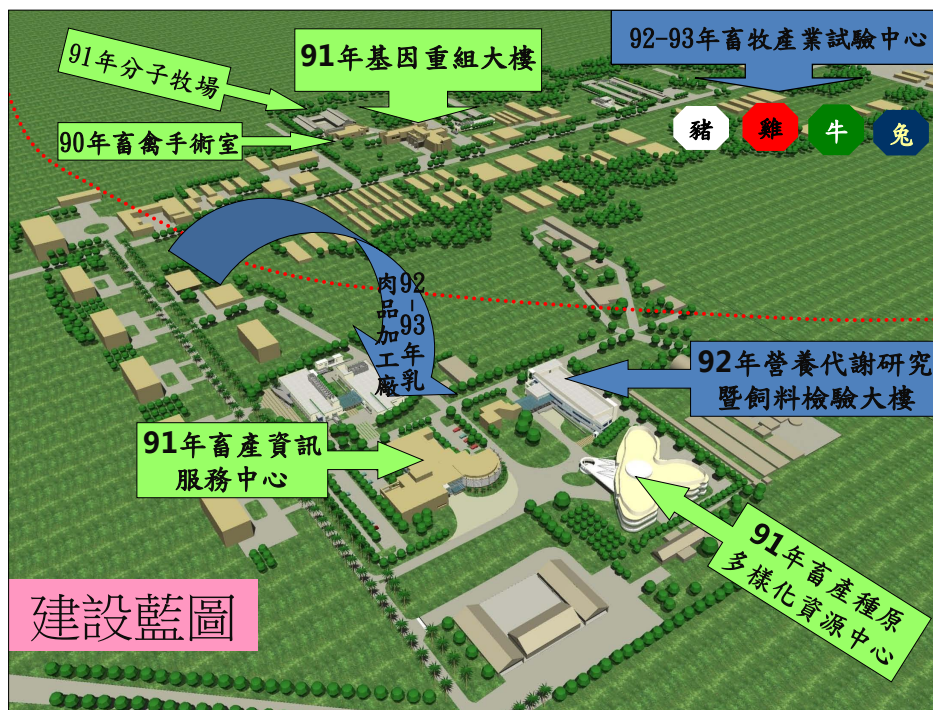 91年分子牧場
91年基因重組大樓
92-93年畜牧產業試驗中心
豬
雞
牛
兔
90年畜禽手術室
92-93年乳
肉品加工廠
92年營養代謝研究
暨飼料檢驗大樓
91年畜產資訊
服務中心
91年畜產種原
多樣化資源中心
建設藍圖